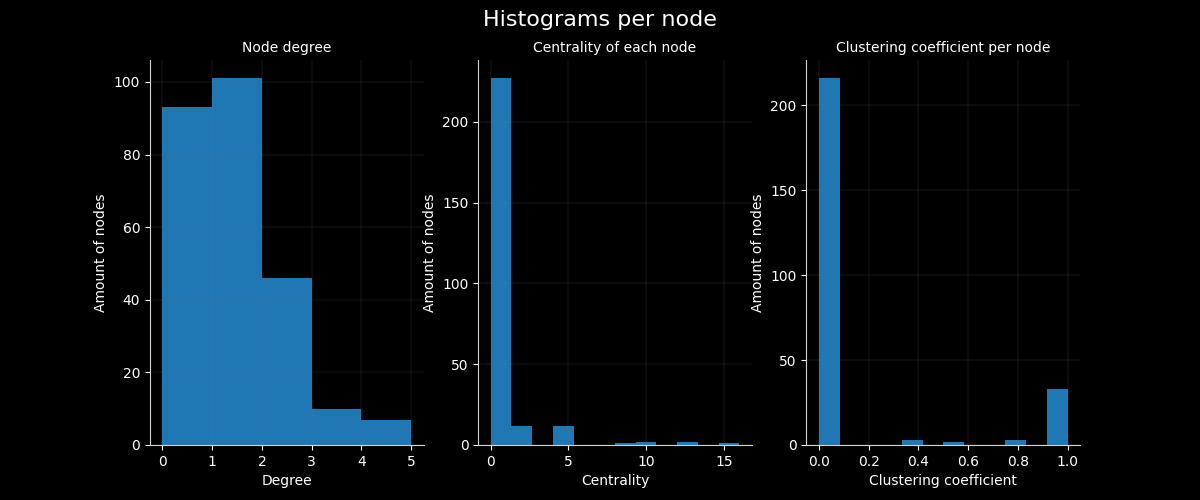 Histograms per node
Node degree
Amount of nodes
100
80
60
40
20
0
0 1 2 3 4 5
Degree
Centrality of each node
Amount of nodes
200
150
100
50
0
0 5 10 15
Centrality
Clustering coefficient per node
Amount of nodes
200
150
100
50
0
0.0 0.2 0.4 0.6 0.8 1.0
Clustering coefficient